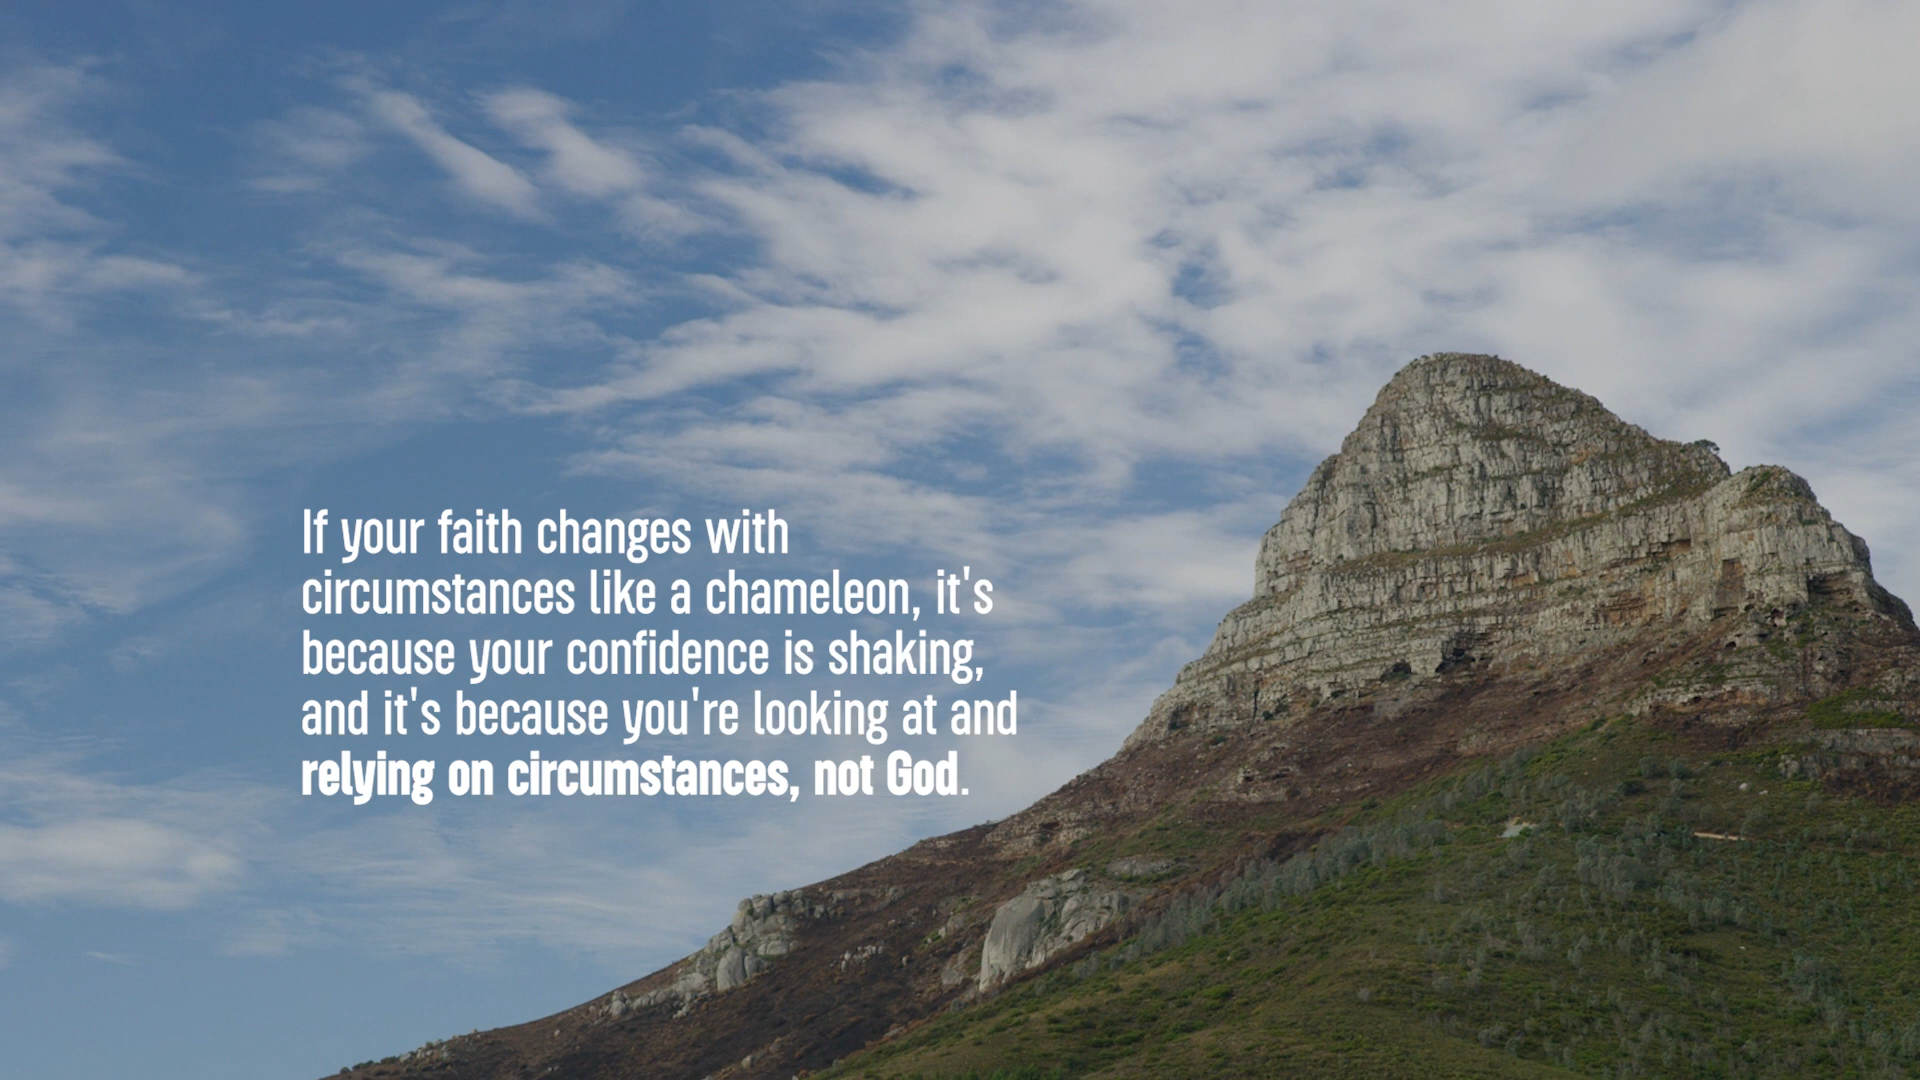 If your faith changes with
circumstances like a chameleon, it's
because your confidence is shaking,
and it's because you're looking at and
relying on circumstances, not God.